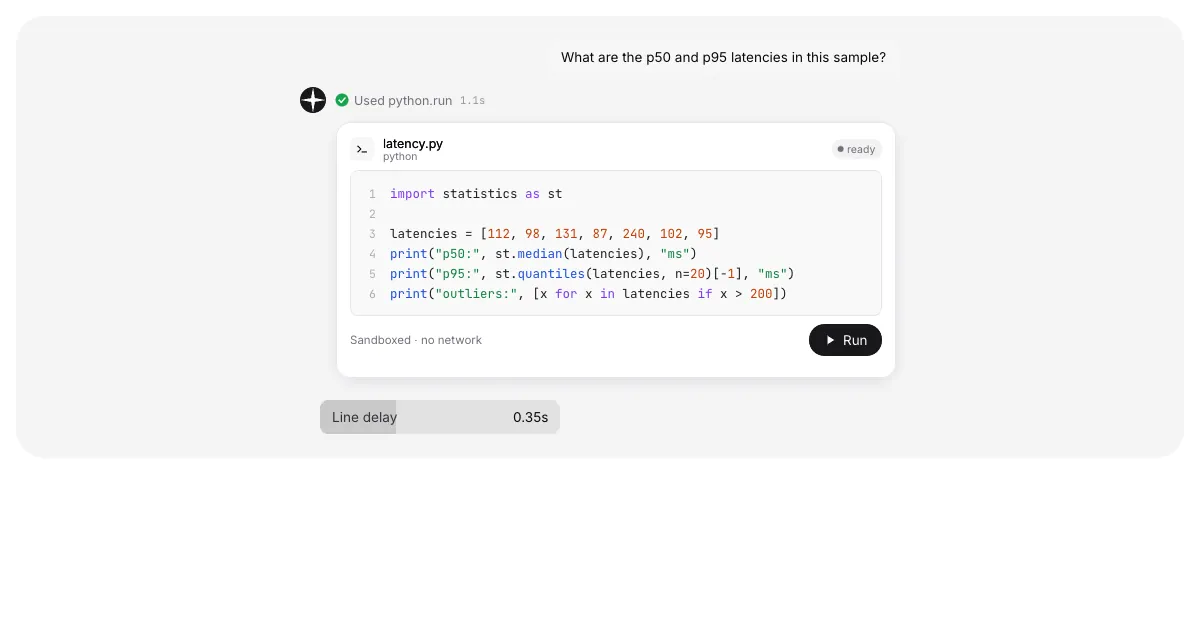 What are the p50 and p95 latencies in this sample?
Used python.run 1.1s
latency.py
python
ready
1 import statistics as st
2
3 latencies = [112, 98, 131, 87, 240, 102, 95]
4 print("p50:", st.median(latencies), "ms")
5 print("p95:", st.quantiles(latencies, n=20)[-1], "ms")
6 print("outliers:", [x for x in latencies if x > 200])
Sandboxed · no network
Run
Line delay 0.35s